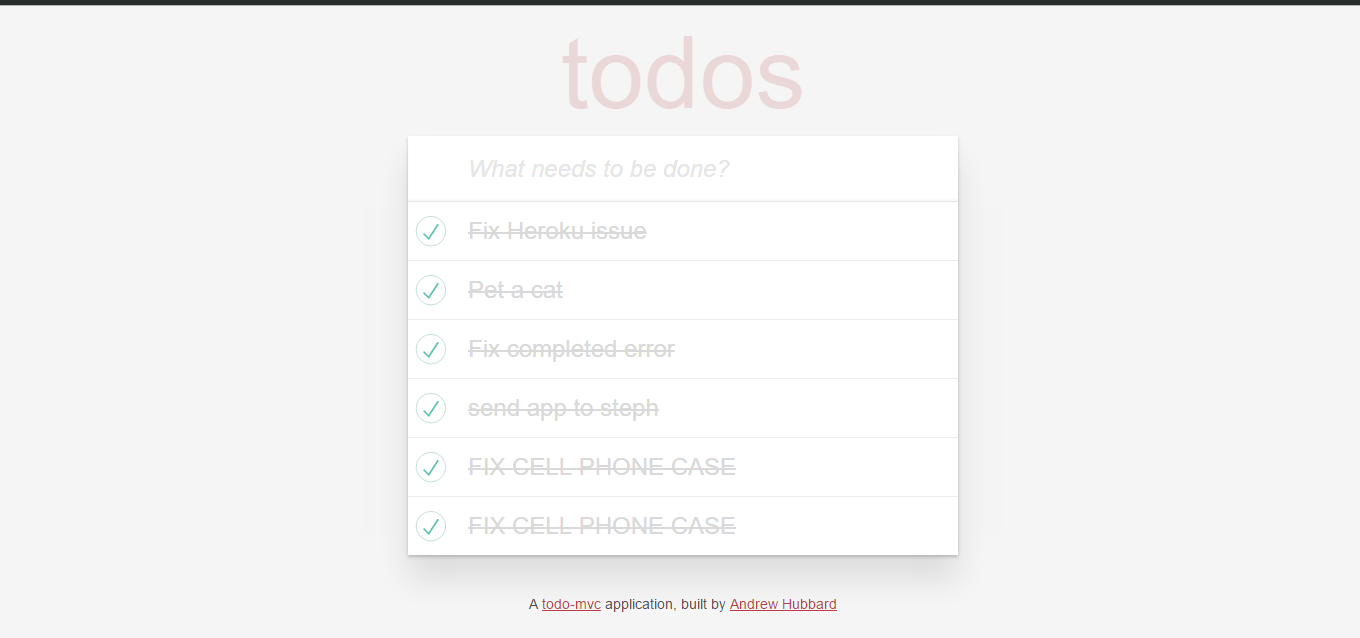 todos
What needs to be done?
Fix Heroku issue
Pet a cat
Fix completed error
send app to steph
FIX CELL PHONE CASE
FIX CELL PHONE CASE
A todo-mvc application, built by Andrew Hubbard